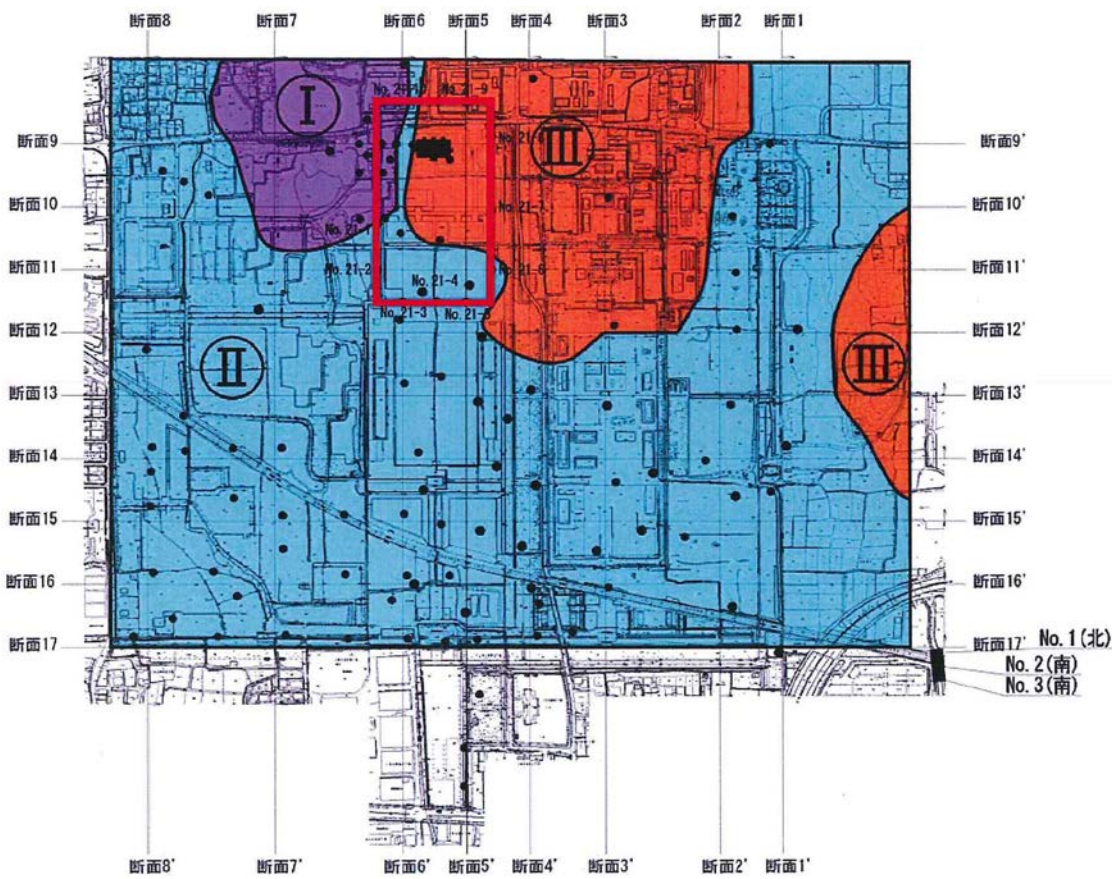 断面8 断面7 断面6 断面5 断面4 断面3 断面2 断面1
Ⅰ
No. 21-9
断面9 Ⅲ 断面9'
断面10 断面10'
No. 21-7
No. 21-1
断面11 No. 21-2 No. 21-4 No. 21-6 断面11'
No. 21-3
断面12 断面12'
Ⅱ Ⅲ
断面13 断面13'
断面14 断面14'
断面15 断面15'
断面16 断面16'
断面17 断面17' No. 1(北)
No. 2(南)
No. 3(南)
断面8' 断面7' 断面6' 断面5' 断面4' 断面3' 断面2' 断面1'